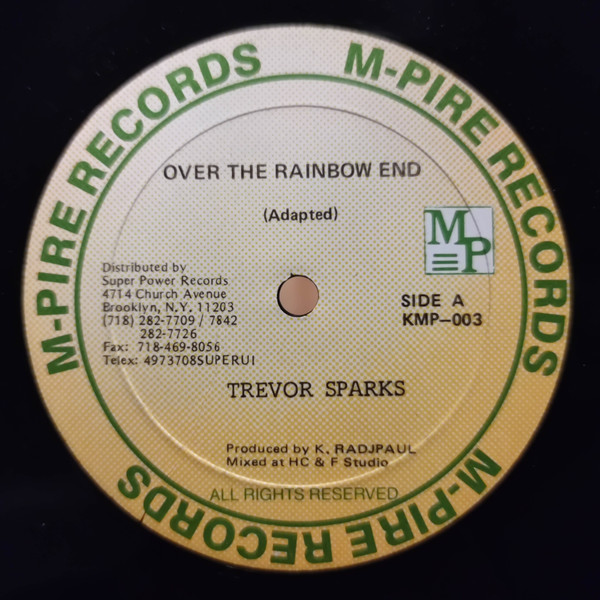 M-PIRE RECORDS
M-PIRE RECORDS
OVER THE RAINBOW END
(Adapted)
MP
Distributed by
Super Power Records
4714 Church Avenue
Brooklyn, N.Y. 11203
(718) 282-7709 / 7842
282-7726
Fax: 718-469-8056
Telex: 4973708SUPERUI
SIDE A
KMP-003
TREVOR SPARKS
Produced by K. RADJPAUL
Mixed at HC & F Studio
ALL RIGHTS RESERVED
M-PIRE RECORDS